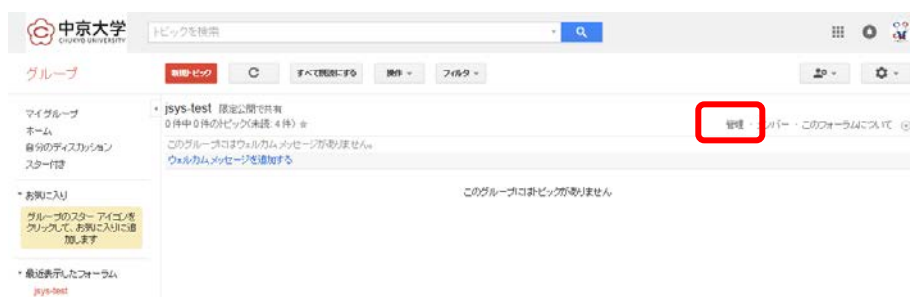 中京大学
CHUKYO UNIVERSITY
トピックを検索
グループ
新規トピック
すべて既読にする
操作
フィルタ
マイグループ
ホーム
自分のディスカッション
スター付き
お気に入り
グループのスター アイコンを
クリックして、お気に入りに追
加します
最近表示したフォーラム
jsys-test
jsys-test 限定公開で共有
0 件中 0 件のトピック(未読: 4 件)
管理 · メンバー · このフォーラムについて
このグループにはウェルカムメッセージがありません。
ウェルカム メッセージを追加する
このグループにはトピックがありません